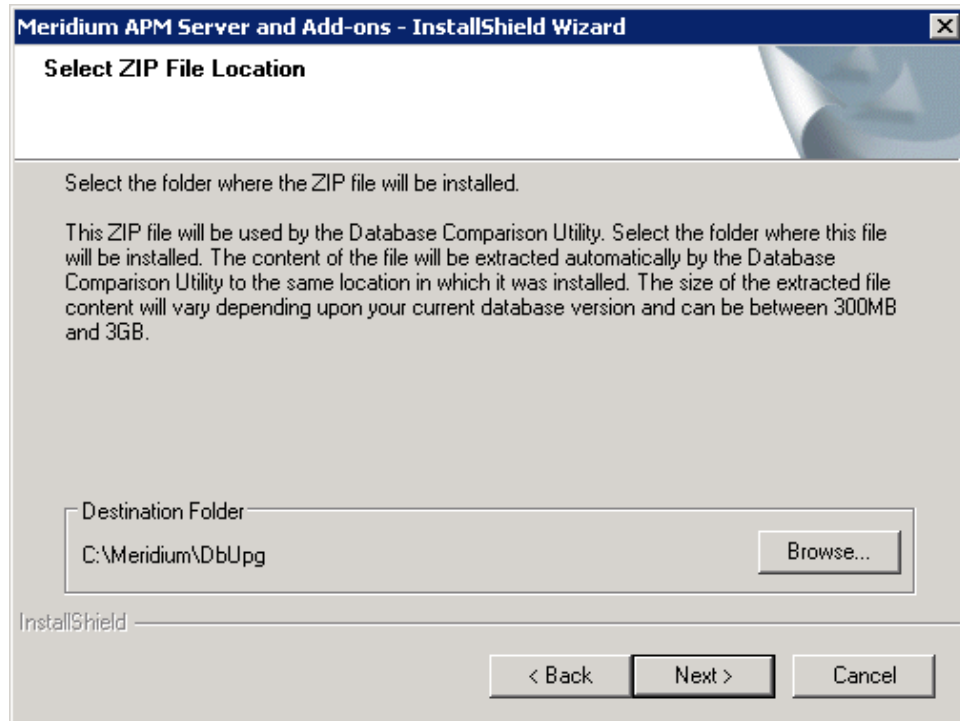 Meridium APM Server and Add-ons - InstallShield Wizard
Select ZIP File Location
Select the folder where the ZIP file will be installed.
This ZIP file will be used by the Database Comparison Utility. Select the folder where this file
will be installed. The content of the file will be extracted automatically by the Database
Comparison Utility to the same location in which it was installed. The size of the extracted file
content will vary depending upon your current database version and can be between 300MB
and 3GB.
Destination Folder
C:\Meridium\DbUpg
Browse...
InstallShield
< Back
Next >
Cancel